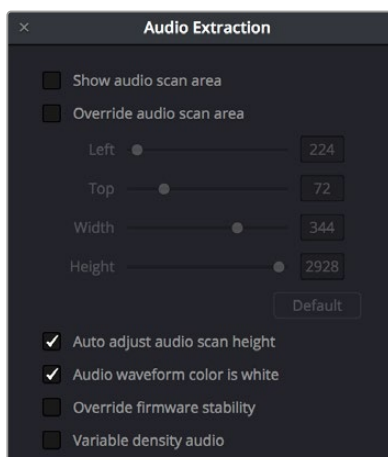 Audio Extraction
Show audio scan area
Override audio scan area
Left 224
Top 72
Width 344
Height 2928
Default
Auto adjust audio scan height
Audio waveform color is white
Override firmware stability
Variable density audio